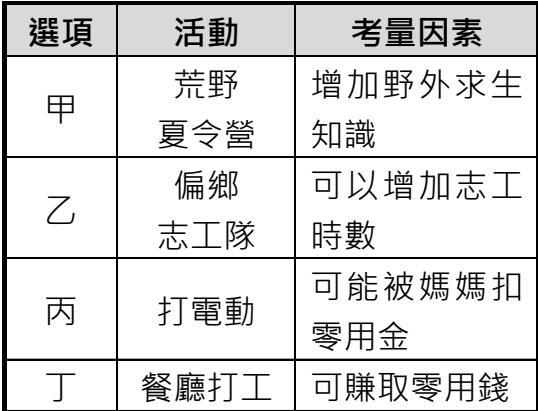 選項 活動 考量因素
甲 荒野 夏令營 增加野外求生 知識
乙 偏鄉 志工隊 可以增加志工 時數
丙 打電動 可能被媽媽扣 零用金
丁 餐廳打工 可賺取零用錢